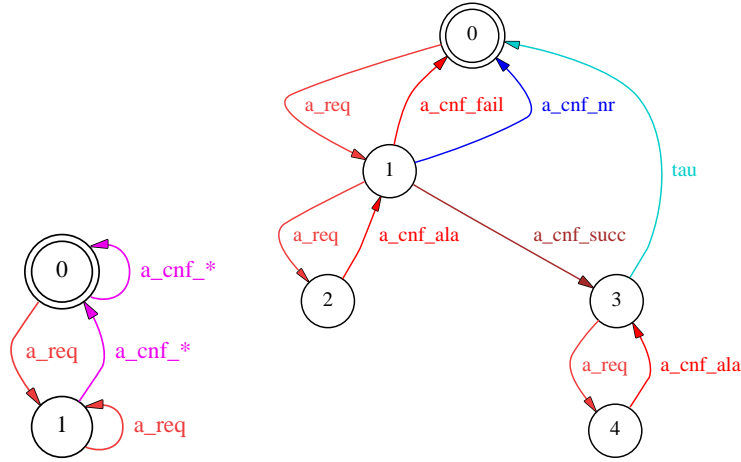 0
a_req
a_cnf_fail
a_cnf_nr
1
tau
a_req
a_cnf_ala
a_cnf_succ
2
3
a_req
a_cnf_ala
4
0
a_cnf_*
a_req
a_cnf_*
1
a_req